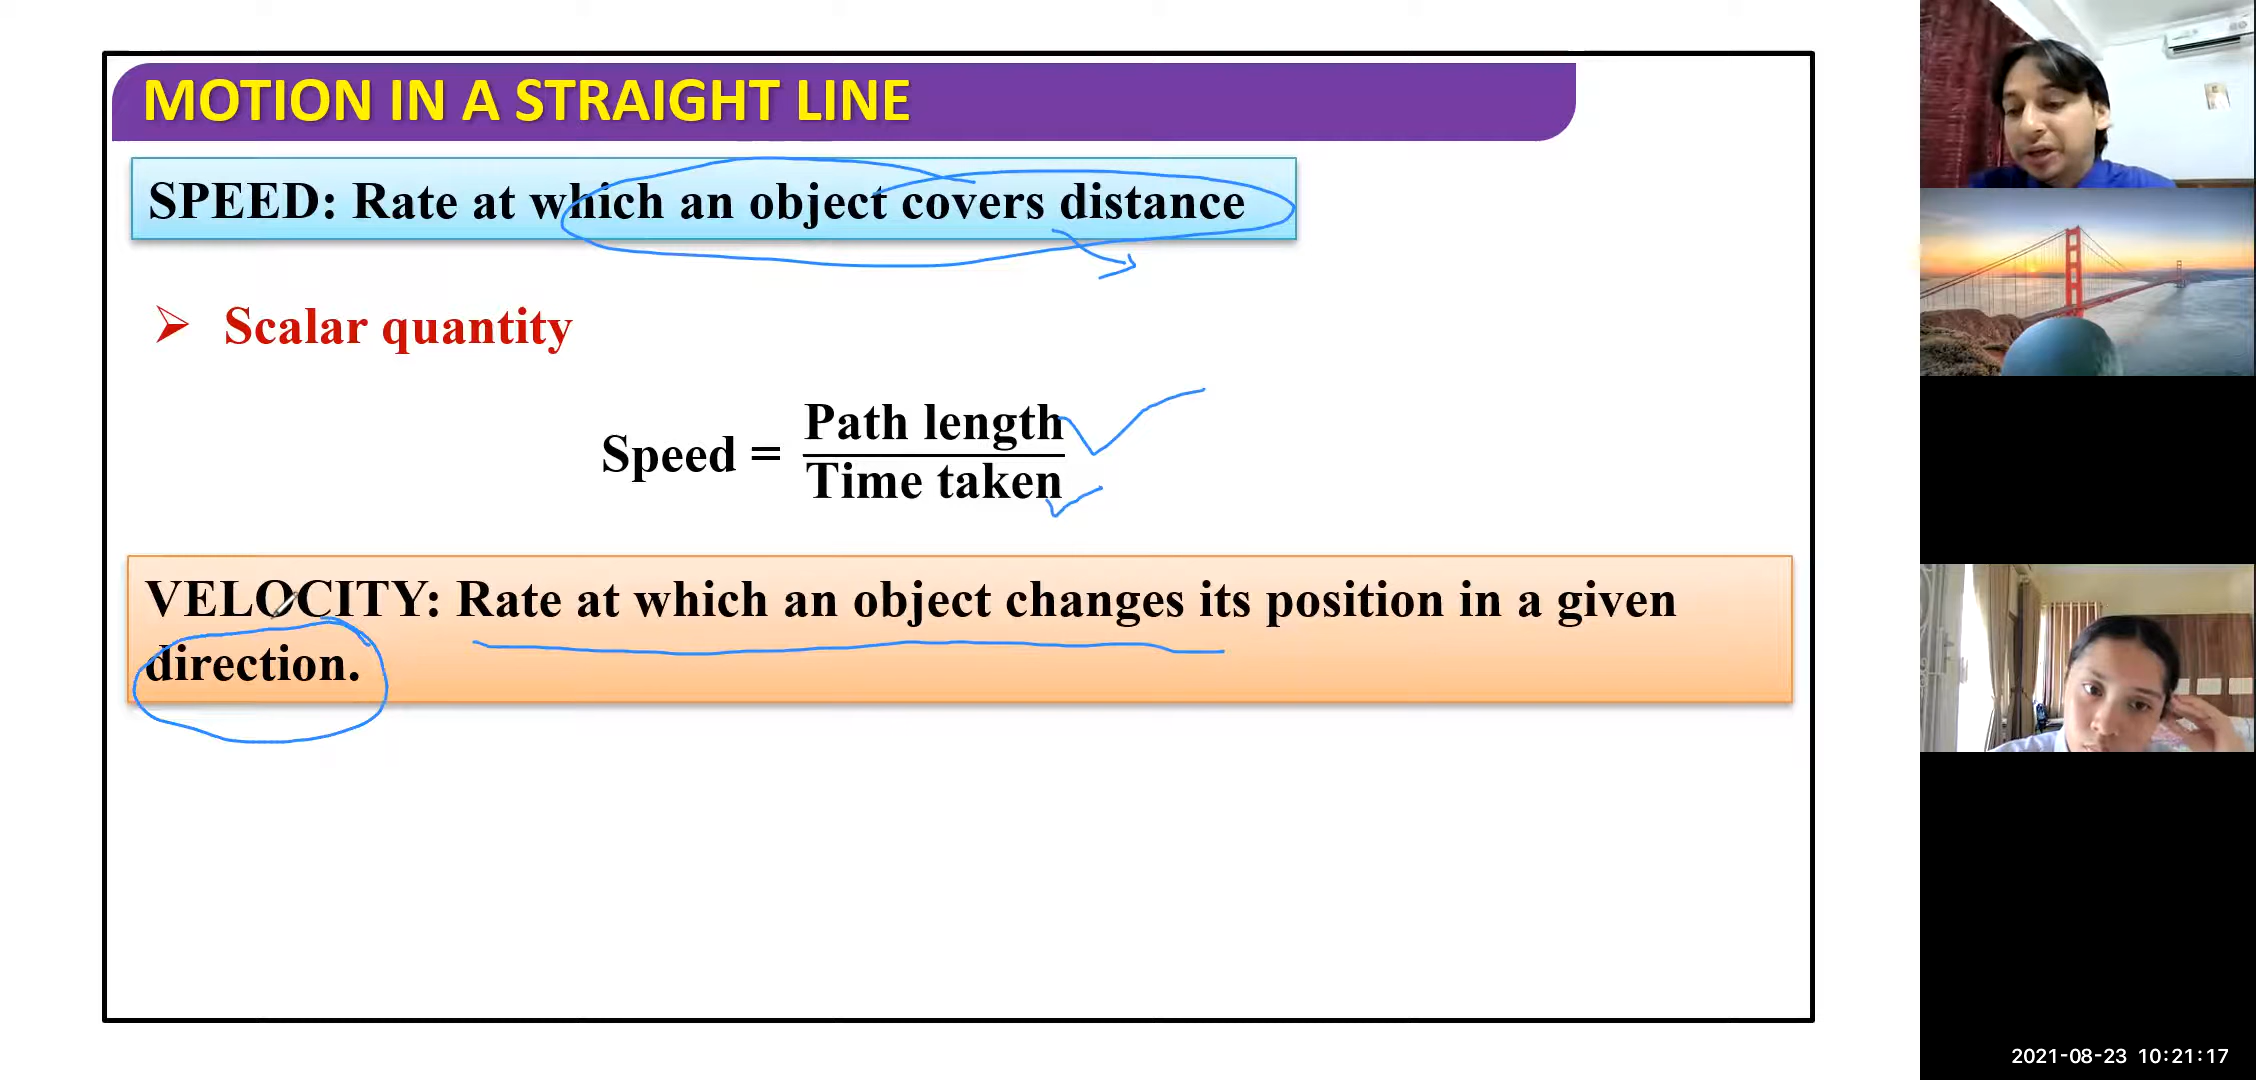 MOTION IN A STRAIGHT LINE
SPEED: Rate at which an object covers distance
Scalar quantity
Speed = Path length / Time taken
VELOCITY: Rate at which an object changes its position in a given
direction.
2021-08-23 10:21:17